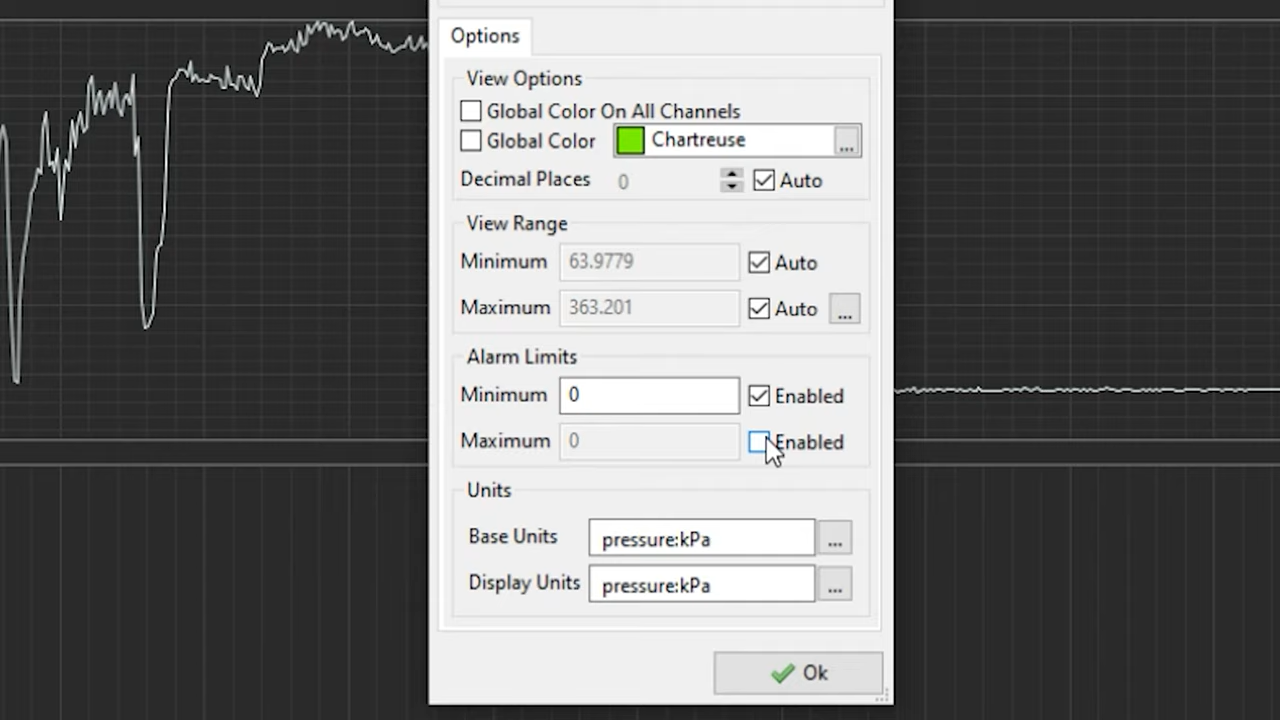 Options
View Options
Global Color On All Channels
Global Color Chartreuse ...
Decimal Places 0 Auto
View Range
Minimum 63.9779 Auto
Maximum 363.201 Auto ...
Alarm Limits
Minimum 0 Enabled
Maximum 0 Enabled
Units
Base Units pressure:kPa ...
Display Units pressure:kPa ...
Ok